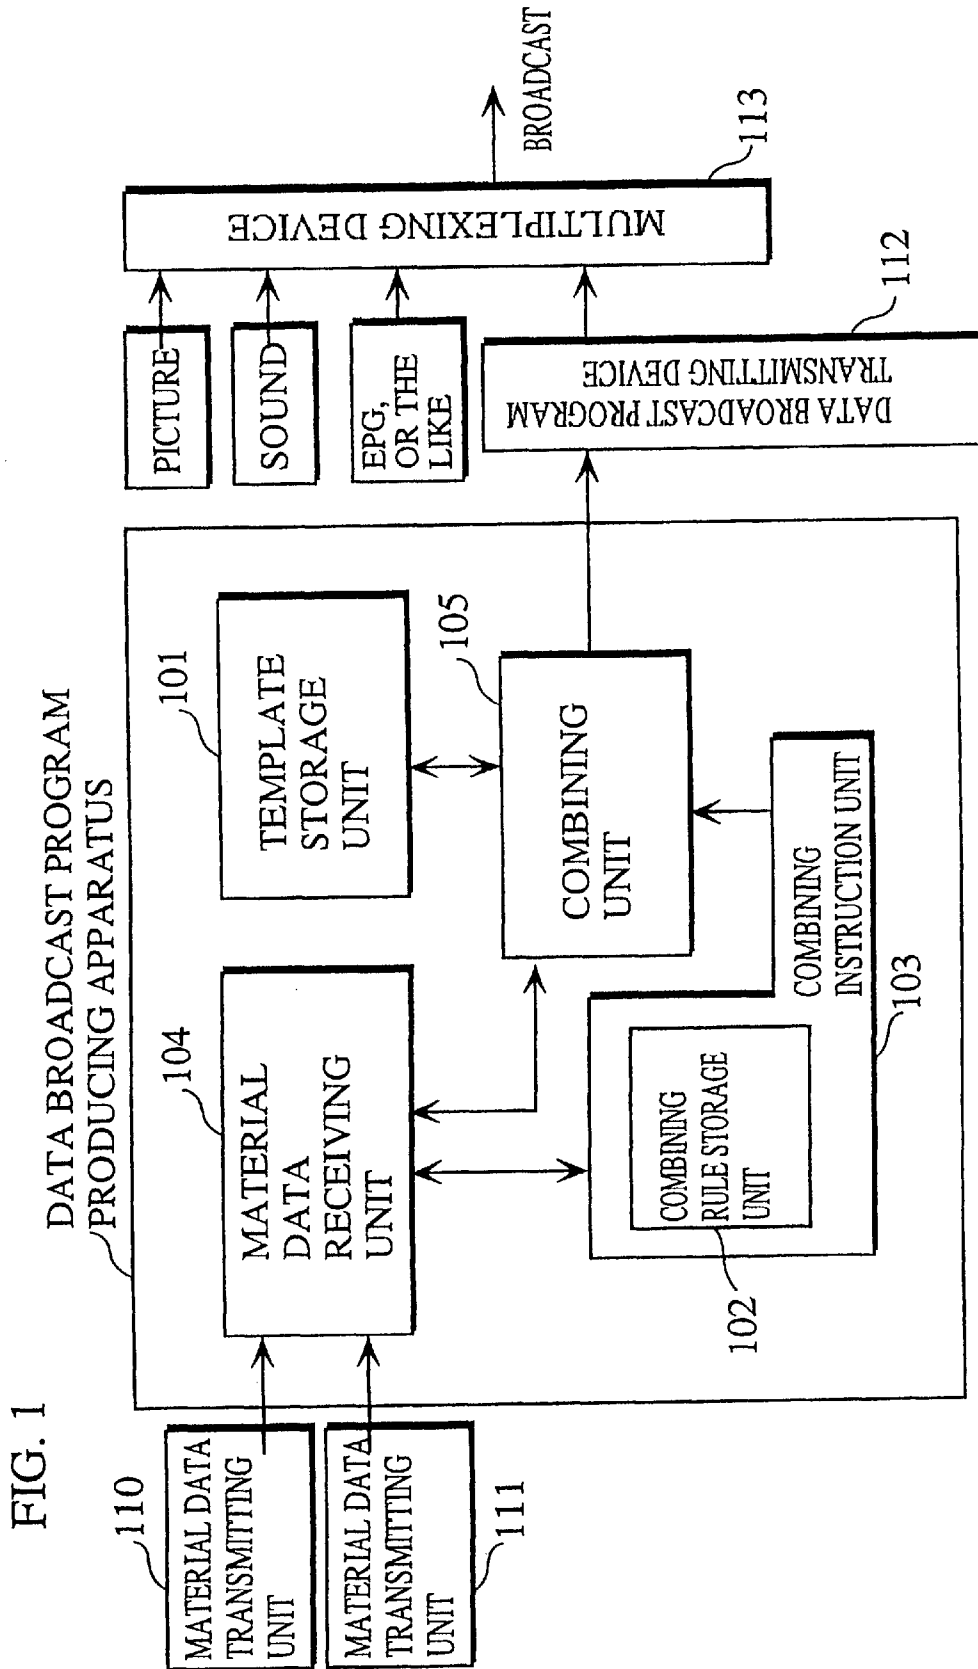 FIG. 1
DATA BROADCAST PROGRAM
PRODUCING APPARATUS
110
MATERIAL DATA
TRANSMITTING
UNIT
MATERIAL DATA
TRANSMITTING
UNIT
111
104
MATERIAL
DATA
RECEIVING
UNIT
101
TEMPLATE
STORAGE
UNIT
105
COMBINING
UNIT
COMBINING
RULE STORAGE
UNIT
102
COMBINING
INSTRUCTION UNIT
103
PICTURE
SOUND
EPG,
OR THE
LIKE
DATA BROADCAST PROGRAM
TRANSMITTING DEVICE
112
MULTIPLEXING DEVICE
113
BROADCAST